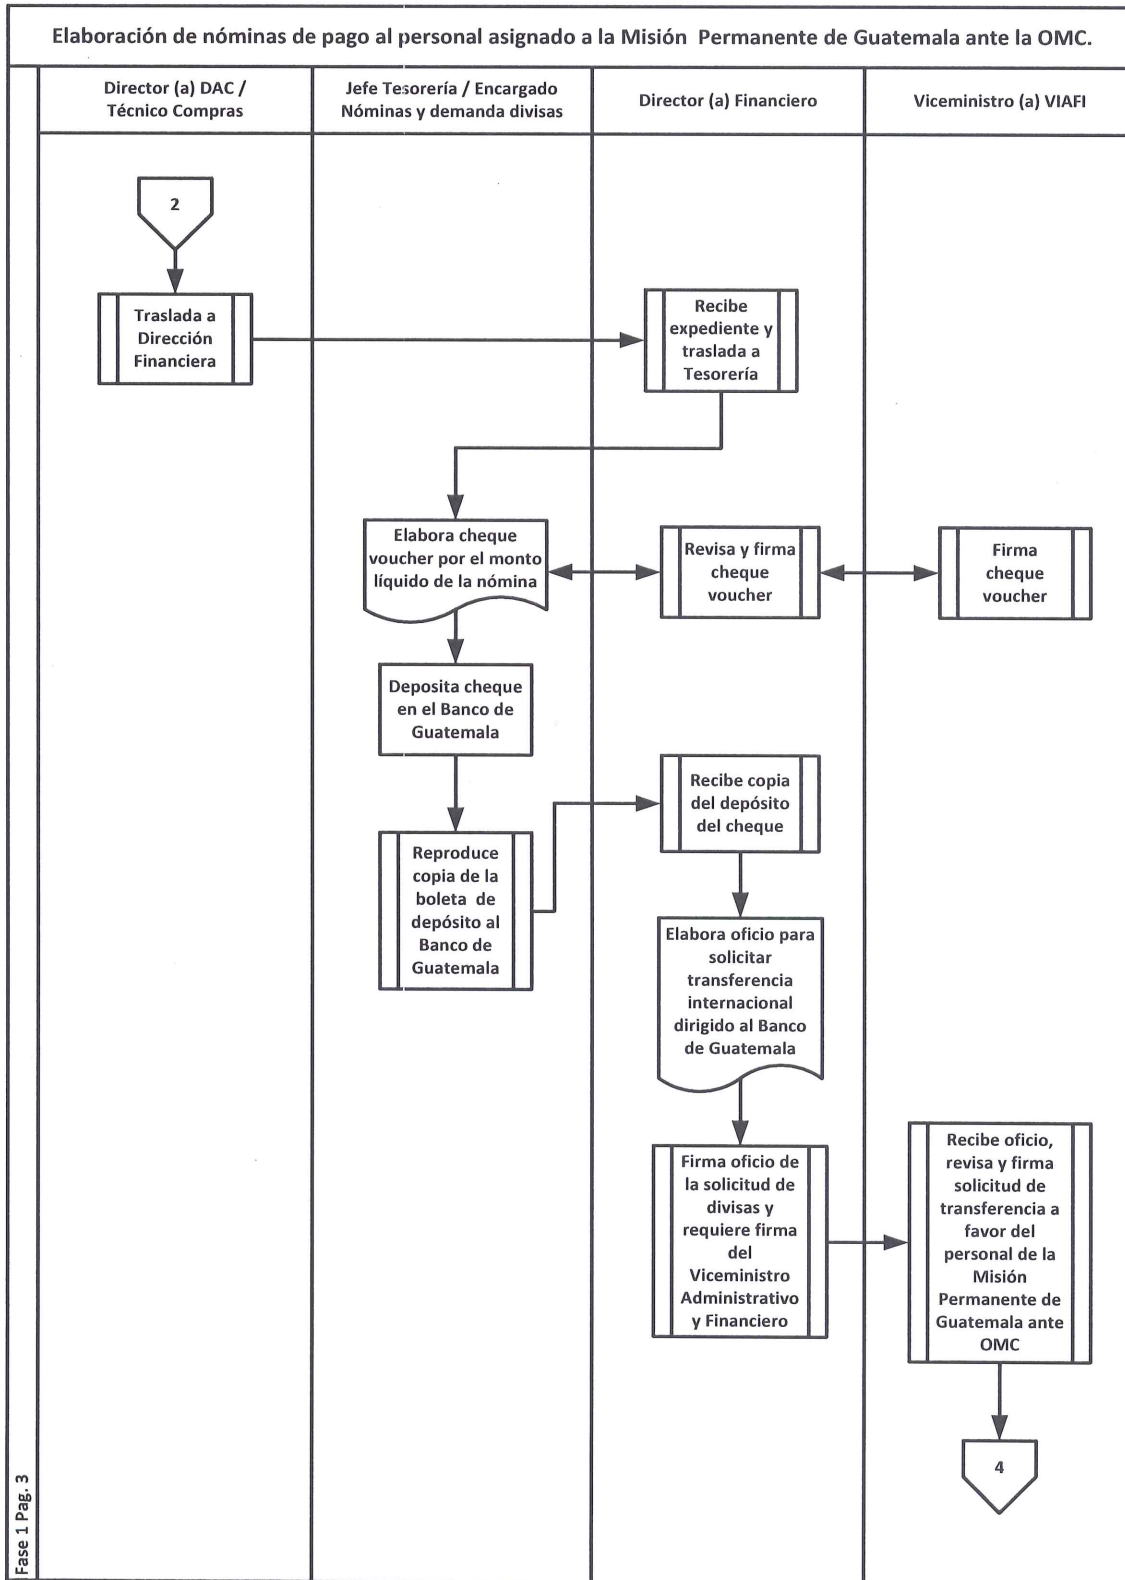 Elaboración de nóminas de pago al personal asignado a la Misión Permanente de Guatemala ante la OMC.
Director (a) DAC /
Técnico Compras
Jefe Tesorería / Encargado
Nóminas y demanda divisas
Director (a) Financiero
Viceministro (a) VIAFI
2
Traslada a
Dirección
Financiera
Recibe
expediente y
traslada a
Tesorería
Elabora cheque
voucher por el monto
líquido de la nómina
Revisa y firma
cheque
voucher
Firma
cheque
voucher
Deposita cheque
en el Banco de
Guatemala
Reproduce
copia de la
boleta de
depósito al
Banco de
Guatemala
Recibe copia
del depósito
del cheque
Elabora oficio para
solicitar
transferencia
internacional
dirigido al Banco
de Guatemala
Firma oficio de
la solicitud de
divisas y
requiere firma
del
Viceministro
Administrativo
y Financiero
Recibe oficio,
revisa y firma
solicitud de
transferencia a
favor del
personal de la
Misión
Permanente de
Guatemala ante
OMC
4
Fase 1 Pag. 3